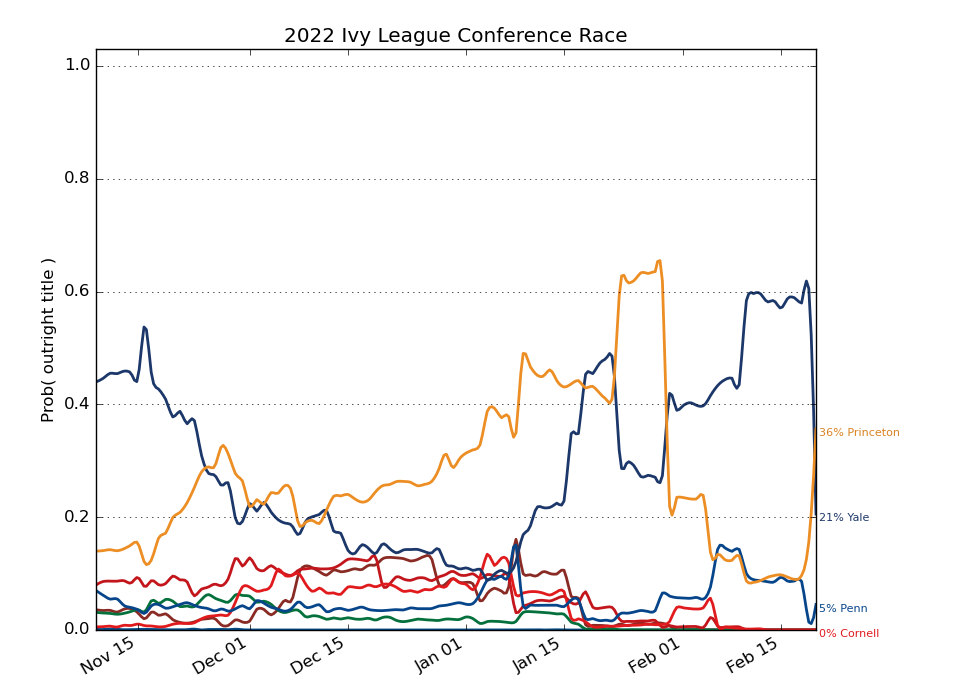 2022 Ivy League Conference Race
Prob( outright title )
1.0
0.8
0.6
0.4
0.2
0.0
36% Princeton
21% Yale
5% Penn
0% Cornell
Nov 15
Dec 01
Dec 15
Jan 01
Jan 15
Feb 01
Feb 15